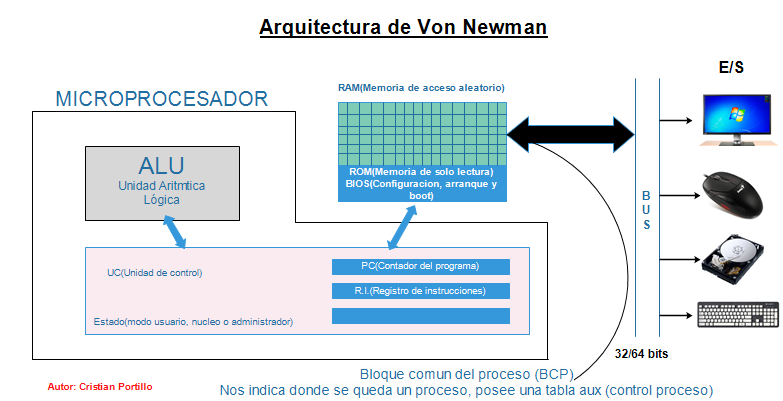 Arquitectura de Von Newman
E/S
RAM(Memoria de acceso aleatorio)
MICROPROCESADOR
ALU
Unidad Aritmtica
Lógica
ROM(Memoria de solo lectura)
BIOS(Configuracion, arranque y
boot)
B
U
S
UC(Unidad de control)
PC(Contador del programa)
R.I.(Registro de instrucciones)
Estado(modo usuario, nucleo o administrador)
32/64 bits
Bloque comun del proceso (BCP)
Autor: Cristian Portillo
Nos indica donde se queda un proceso, posee una tabla aux (control proceso)